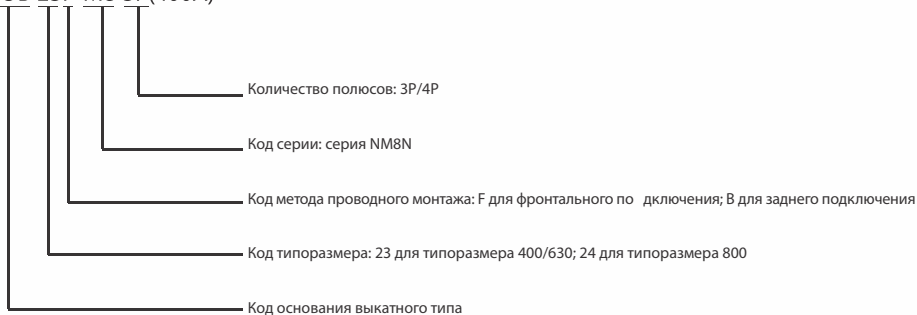 Количество полюсов: 3P/4P
Код серии: серия NM8N
Код метода проводного монтажа: F для фронтального по дключения; B для заднего подключения
Код типоразмера: 23 для типоразмера 400/630; 24 для типоразмера 800
Код основания выкатного типа